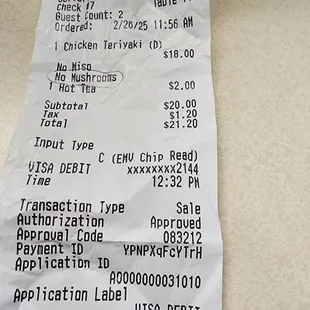 Check #7
Guest Count: 2
Ordered: 2/26/25 11:56 AM
1 Chicken Teriyaki (D) $18.00
No Miso
No Mushrooms
1 Hot Tea $2.00
Subtotal $20.00
Tax $1.20
Total $21.20
Input Type
C (EMV Chip Read)
VISA DEBIT xxxxxxxx2144
Time 12:32 PM
Transaction Type Sale
Authorization Approved
Approval Code 083212
Payment ID YPNPXqFcYTrH
Application ID
A0000000031010
Application Label
VISA DEBIT